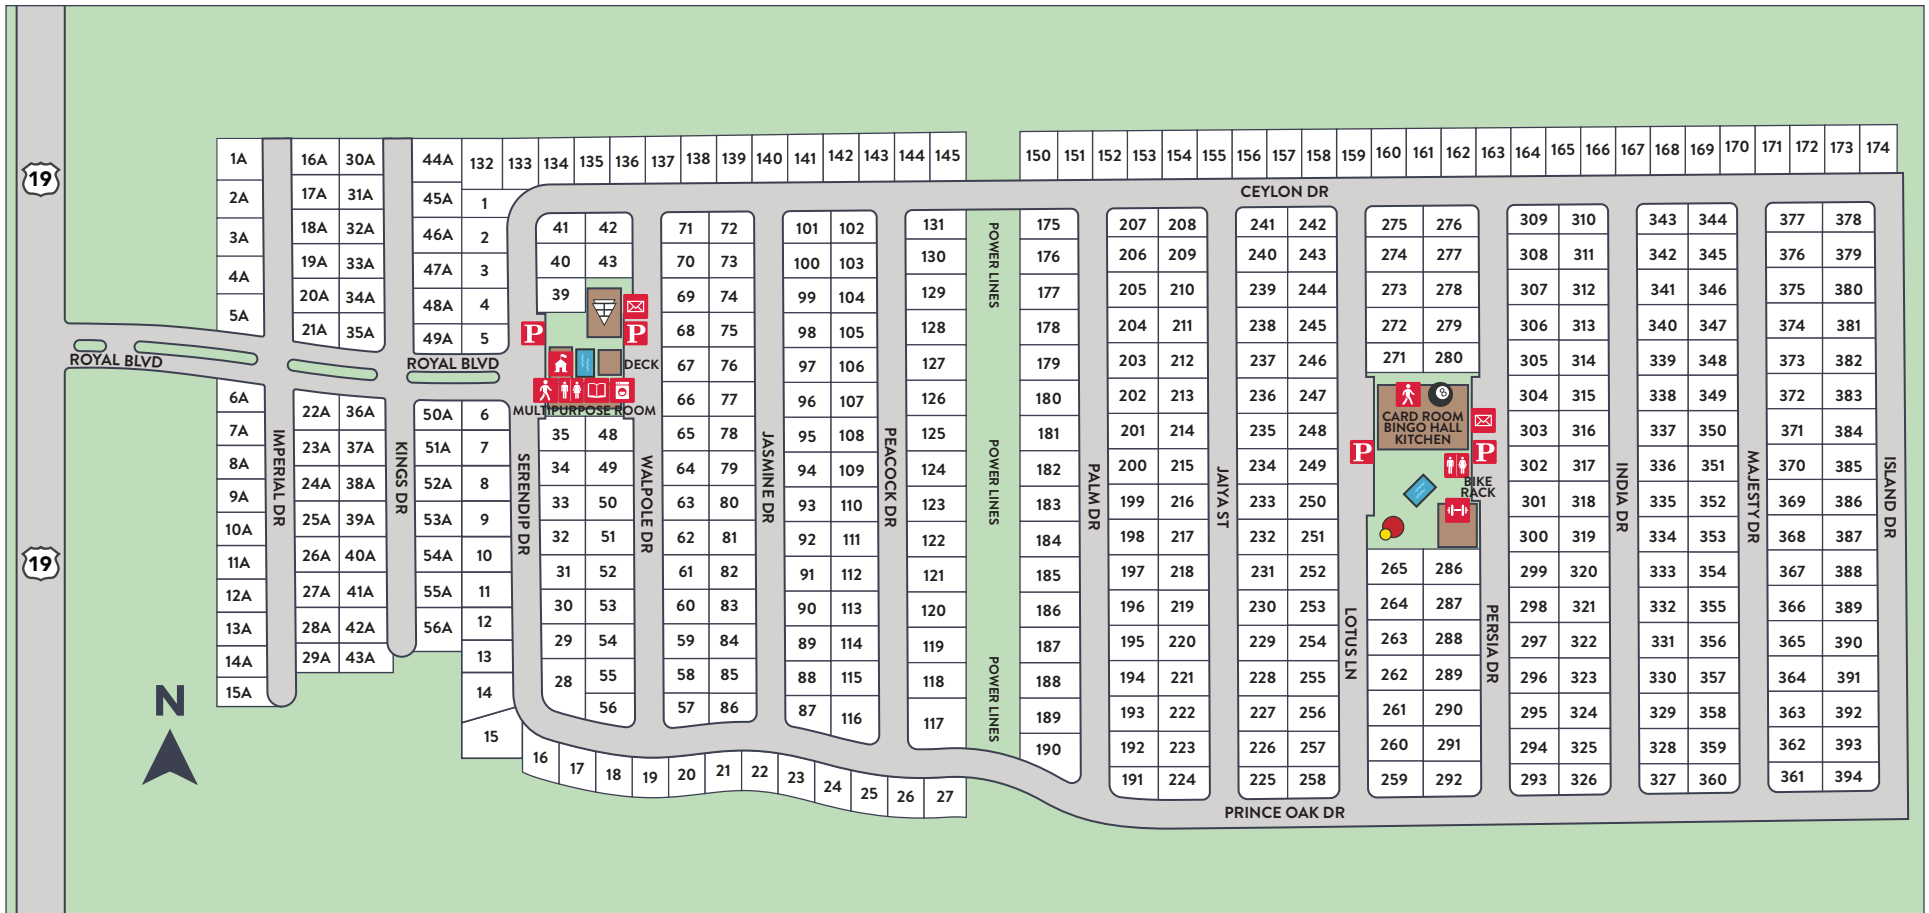 19
19
N
ROYAL BLVD
ROYAL BLVD
IMPERIAL DR
KINGS DR
SERENDIP DR
WALPOLE DR
JASMINE DR
PEACOCK DR
POWER LINES
POWER LINES
POWER LINES
PALM DR
JAIYA ST
LOTUS LN
PERSIA DR
INDIA DR
MAJESTY DR
ISLAND DR
CEYLON DR
PRINCE OAK DR
P
P
DECK
MULTIPURPOSE ROOM
8
CARD ROOM
BINGO HALL
KITCHEN
P
P
BIKE
RACK
1A
2A
3A
4A
5A
6A
7A
8A
9A
10A
11A
12A
13A
14A
15A
16A 30A
17A 31A
18A 32A
19A 33A
20A 34A
21A 35A
22A 36A
23A 37A
24A 38A
25A 39A
26A 40A
27A 41A
28A 42A
29A 43A
44A
45A 1
46A 2
47A 3
48A 4
49A 5
50A 6
51A 7
52A 8
53A 9
54A 10
55A 11
56A 12
13
14
15
16 17 18 19 20 21 22 23 24 25 26 27
132 133 134 135 136 137 138 139 140 141 142 143 144 145
150 151 152 153 154 155 156 157 158 159 160 161 162 163 164 165 166 167 168 169 170 171 172 173 174
41 42
40 43
39
35 48
34 49
33 50
32 51
31 52
30 53
29 54
28 55
56
71 72
70 73
69 74
68 75
67 76
66 77
65 78
64 79
63 80
62 81
61 82
60 83
59 84
58 85
57 86
101 102
100 103
99 104
98 105
97 106
96 107
95 108
94 109
93 110
92 111
91 112
90 113
89 114
88 115
87 116
131
130
129
128
127
126
125
124
123
122
121
120
119
118
117
175
176
177
178
179
180
181
182
183
184
185
186
187
188
189
190
207 208
206 209
205 210
204 211
203 212
202 213
201 214
200 215
199 216
198 217
197 218
196 219
195 220
194 221
193 222
192 223
191 224
241 242
240 243
239 244
238 245
237 246
236 247
235 248
234 249
233 250
232 251
231 252
230 253
229 254
228 255
227 256
226 257
225 258
275 276
274 277
273 278
272 279
271 280
265 286
264 287
263 288
262 289
261 290
260 291
259 292
309 310
308 311
307 312
306 313
305 314
304 315
303 316
302 317
301 318
300 319
299 320
298 321
297 322
296 323
295 324
294 325
293 326
343 344
342 345
341 346
340 347
339 348
338 349
337 350
336 351
335 352
334 353
333 354
332 355
331 356
330 357
329 358
328 359
327 360
377 378
376 379
375 380
374 381
373 382
372 383
371 384
370 385
369 386
368 387
367 388
366 389
365 390
364 391
363 392
362 393
361 394